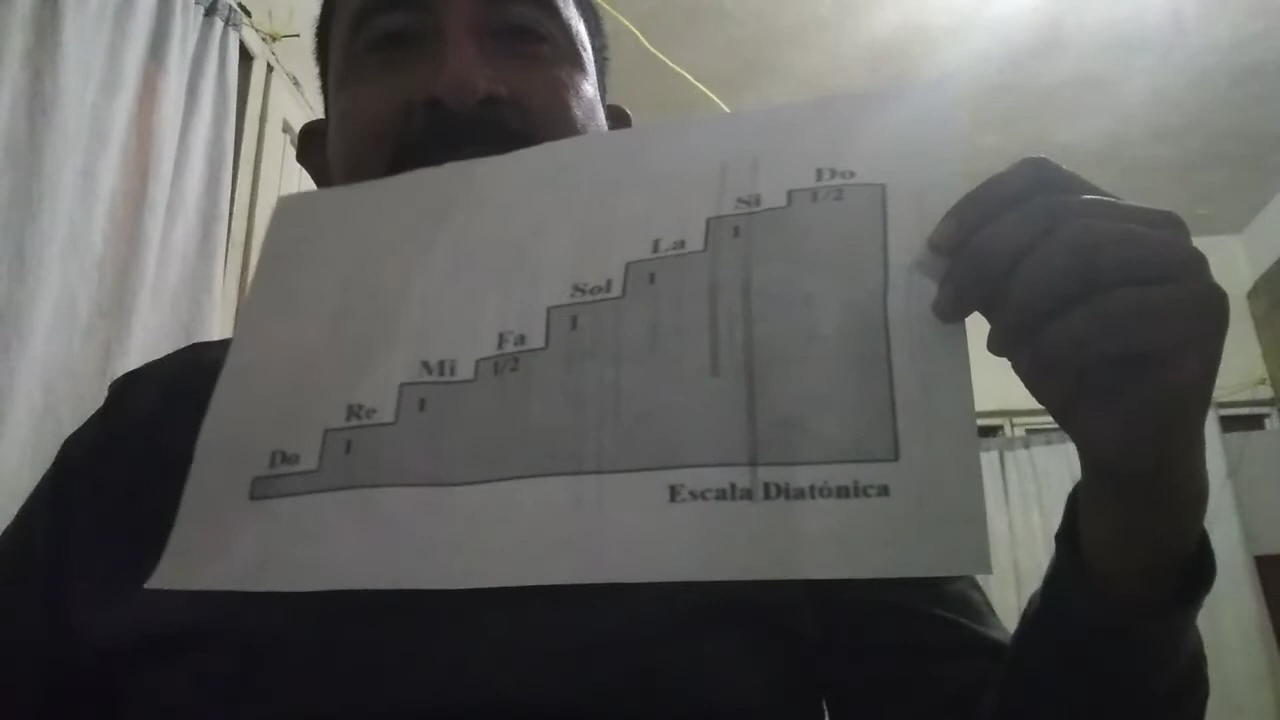 Do
1/2
Si
1
La
1
Sol
1
Fa
1/2
Mi
1
Re
1
Do
Escala Diatónica